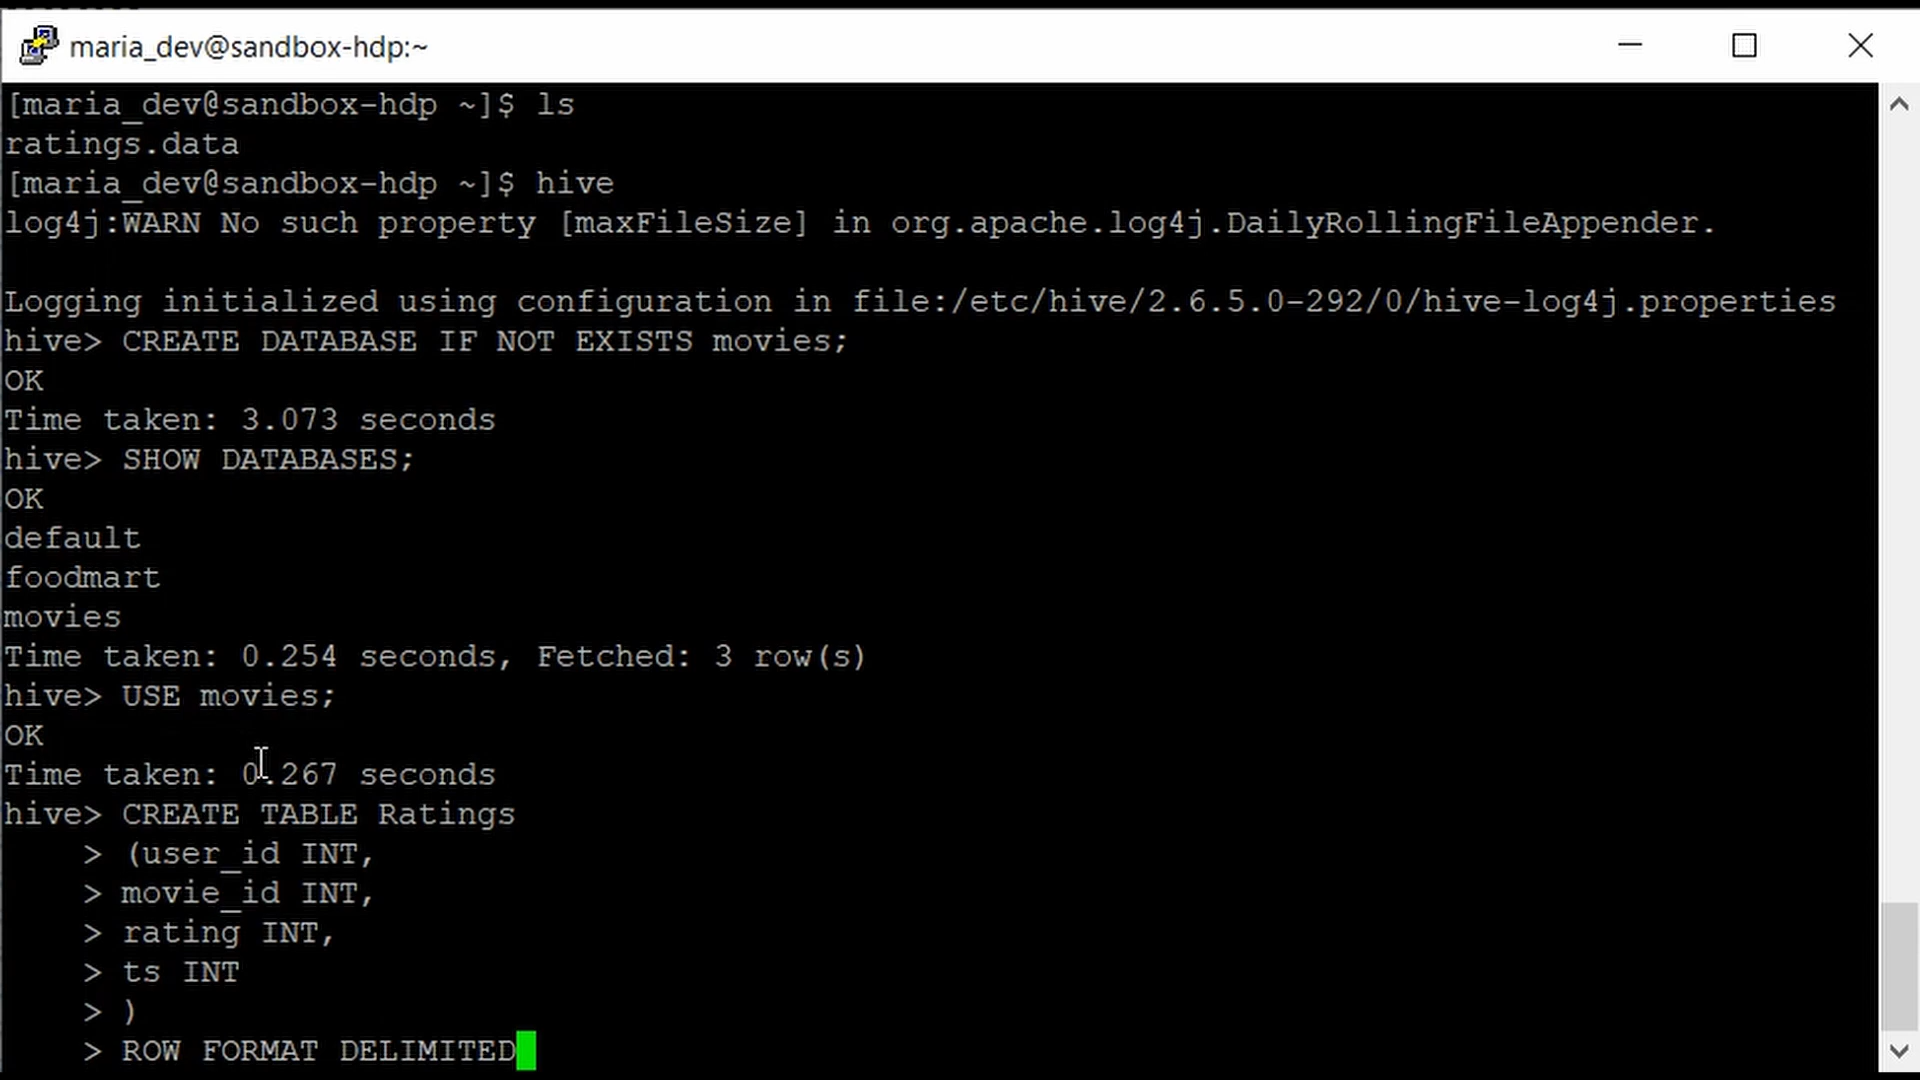 maria_dev@sandbox-hdp:~
[maria_dev@sandbox-hdp ~]$ ls
ratings.data
[maria_dev@sandbox-hdp ~]$ hive
log4j:WARN No such property [maxFileSize] in org.apache.log4j.DailyRollingFileAppender.
Logging initialized using configuration in file:/etc/hive/2.6.5.0-292/0/hive-log4j.properties
hive> CREATE DATABASE IF NOT EXISTS movies;
OK
Time taken: 3.073 seconds
hive> SHOW DATABASES;
OK
default
foodmart
movies
Time taken: 0.254 seconds, Fetched: 3 row(s)
hive> USE movies;
OK
Time taken: 0.267 seconds
hive> CREATE TABLE Ratings
    > (user_id INT,
    > movie_id INT,
    > rating INT,
    > ts INT
    > )
    > ROW FORMAT DELIMITED